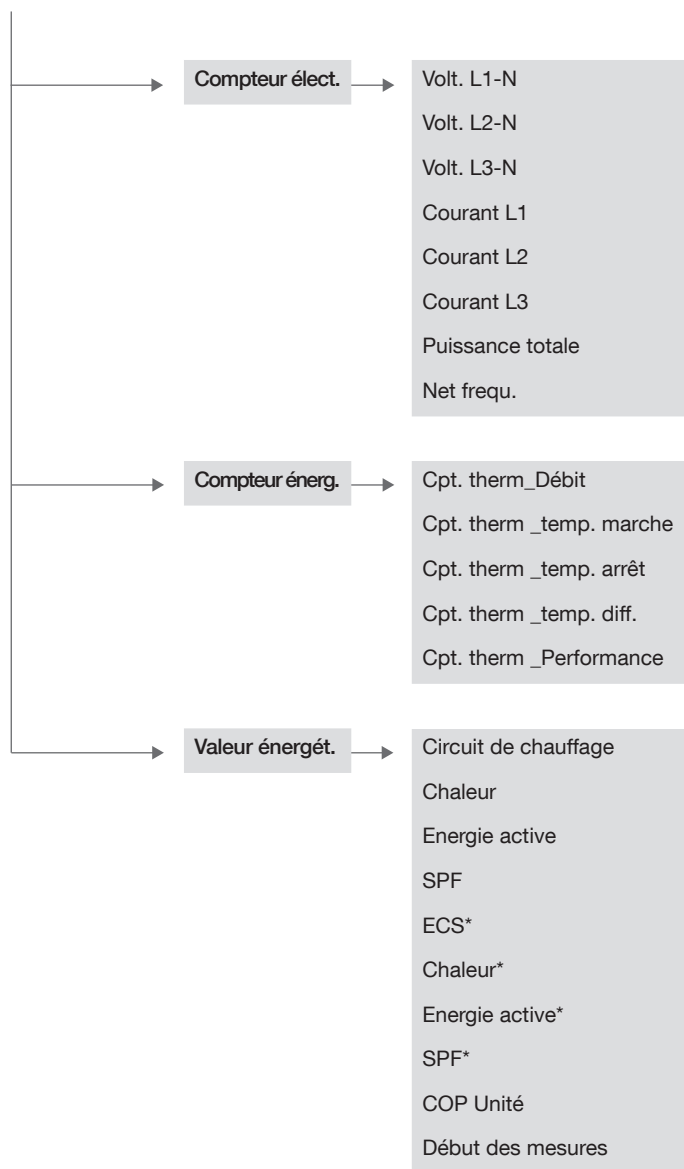 Compteur élect.
Volt. L1-N
Volt. L2-N
Volt. L3-N
Courant L1
Courant L2
Courant L3
Puissance totale
Net frequ.
Compteur énerg.
Cpt. therm_Débit
Cpt. therm _temp. marche
Cpt. therm _temp. arrêt
Cpt. therm _temp. diff.
Cpt. therm _Performance
Valeur énergét.
Circuit de chauffage
Chaleur
Energie active
SPF
ECS*
Chaleur*
Energie active*
SPF*
COP Unité
Début des mesures